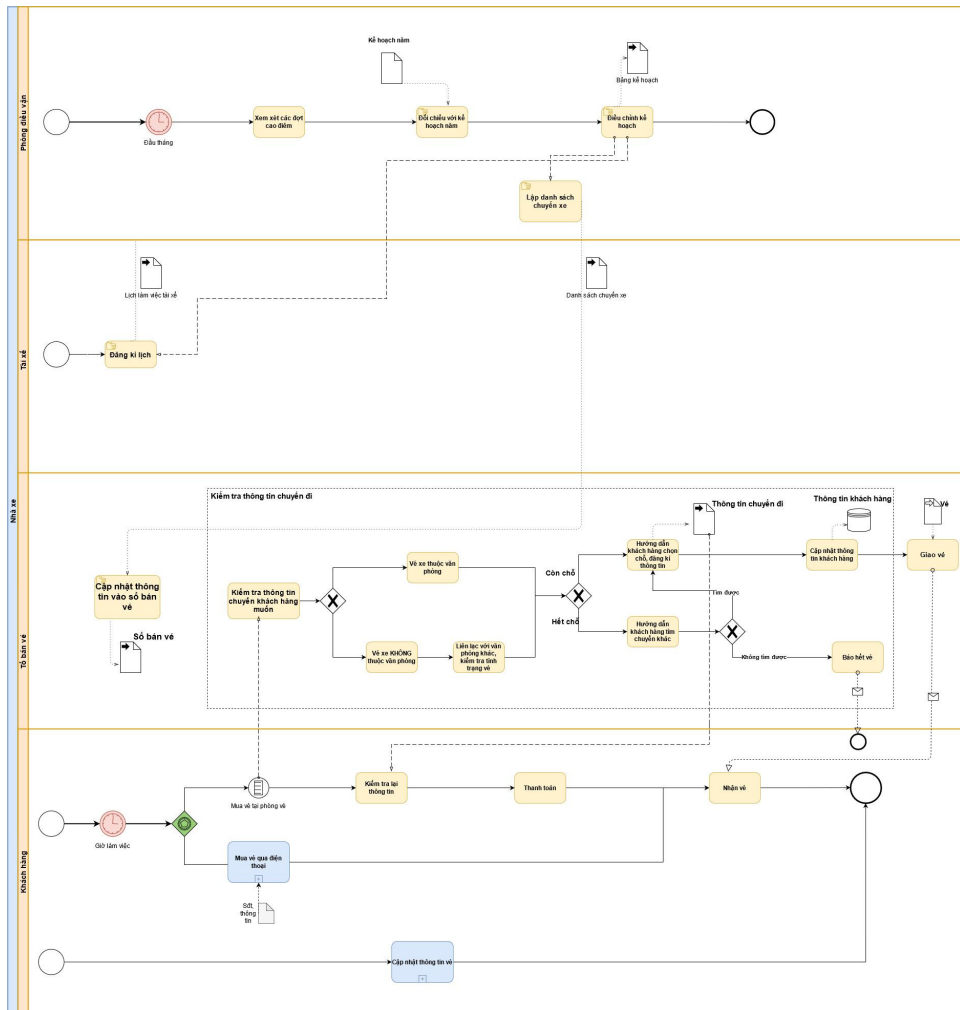 Nhà xe
Phòng điều vận
Kế hoạch năm
Bảng kế hoạch
Đầu tháng
Xem xét các đợt
cao điểm
Đối chiếu với kế
hoạch năm
Điều chỉnh kế
hoạch
Lập danh sách
chuyến xe
Tài xế
Lịch làm việc tài xế
Danh sách chuyến xe
Đăng kí lịch
Tổ bán vé
Kiểm tra thông tin chuyến đi
Thông tin chuyến đi
Thông tin khách hàng
Vé
Vé xe thuộc văn
phòng
Còn chỗ
Hướng dẫn
khách hàng chọn
chỗ, đăng kí
thông tin
Cập nhật thông
tin khách hàng
Giao vé
Cập nhật thông
tin vào sổ bán
vé
Kiểm tra thông tin
chuyến khách hàng
muốn
Tìm được
Hết chỗ
Hướng dẫn
khách hàng tìm
chuyến khác
Sổ bán vé
Vé xe KHÔNG
thuộc văn phòng
Liên lạc với văn
phòng khác,
kiểm tra tình
trạng vé
Không tìm được
Báo hết vé
Khách hàng
Mua vé tại phòng vé
Kiểm tra lại
thông tin
Thanh toán
Nhận vé
Giờ làm việc
Mua vé qua điện
thoại
Sđt,
thông
tin
Cập nhật thông tin vé